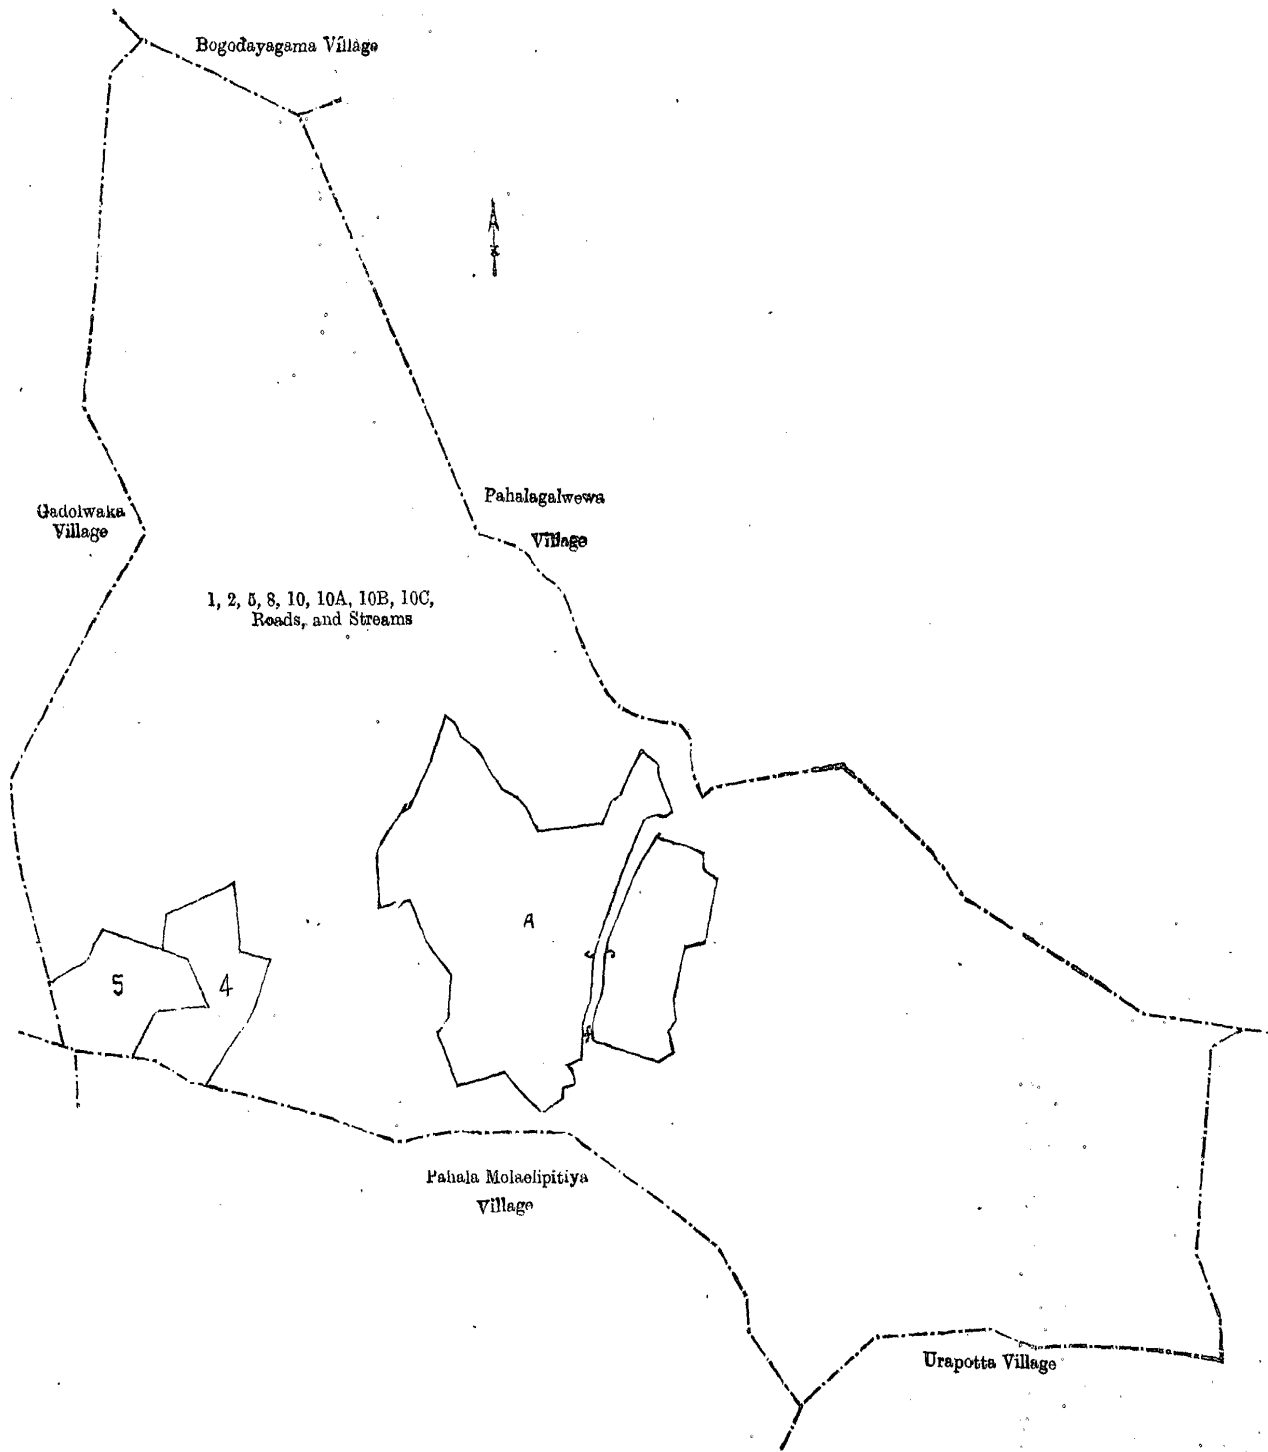 Bogodayagama Village
Pahalagalwewa
Village
Gadolwaka
Village
1, 2, 5, 8, 10, 10A, 10B, 10C,
Roads, and Streams
A
5
4
Pahala Molaelipitiya
Village
Urapotta Village